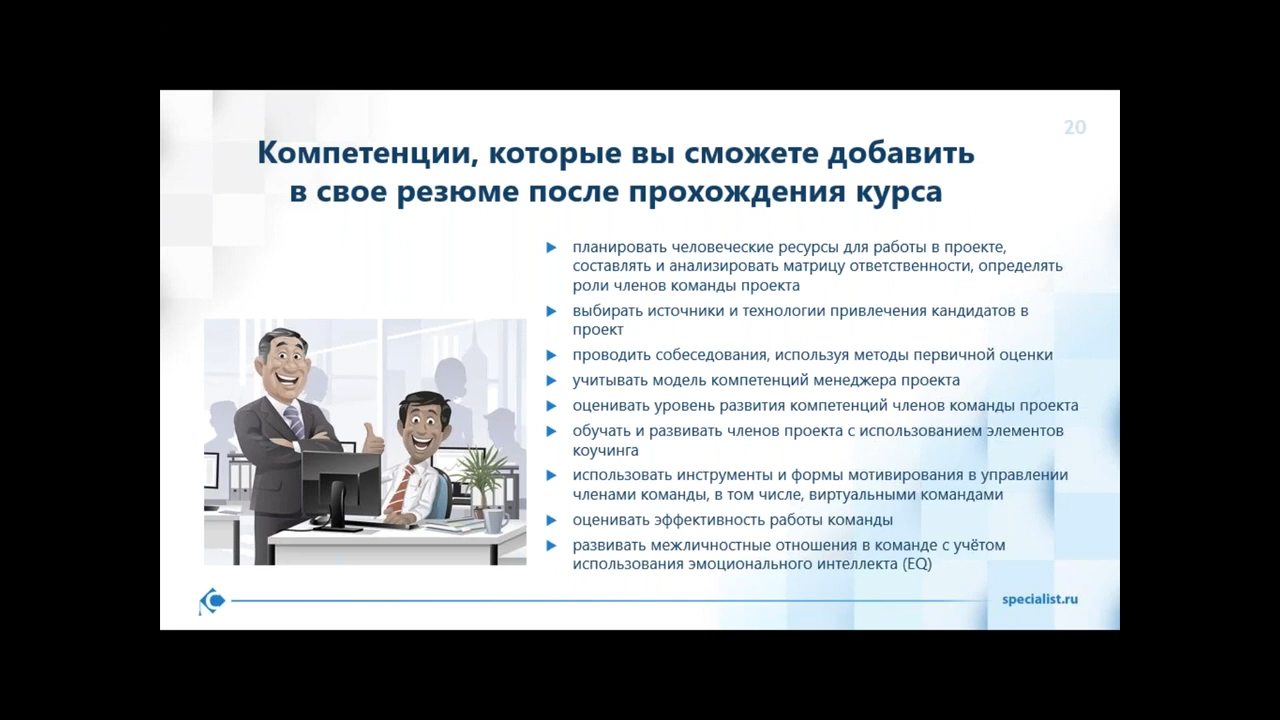 20
Компетенции, которые вы сможете добавить
в свое резюме после прохождения курса
планировать человеческие ресурсы для работы в проекте,
составлять и анализировать матрицу ответственности, определять
роли членов команды проекта
выбирать источники и технологии привлечения кандидатов в
проект
проводить собеседования, используя методы первичной оценки
учитывать модель компетенций менеджера проекта
оценивать уровень развития компетенций членов команды проекта
обучать и развивать членов проекта с использованием элементов
коучинга
использовать инструменты и формы мотивирования в управлении
членами команды, в том числе, виртуальными командами
оценивать эффективность работы команды
развивать межличностные отношения в команде с учётом
использования эмоционального интеллекта (EQ)
specialist.ru